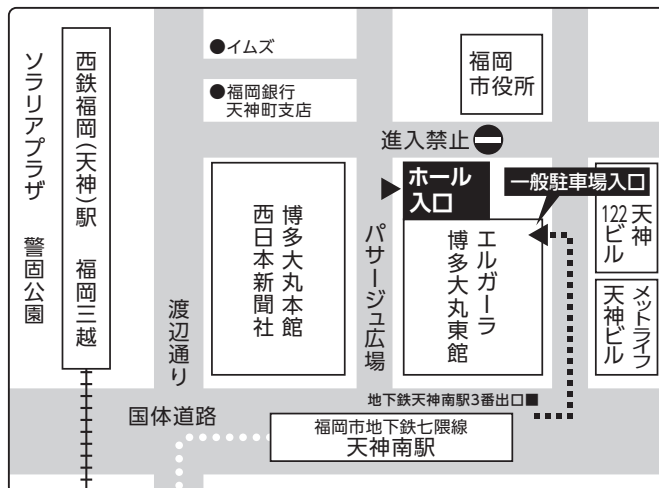 ●イムズ
●福岡銀行
天神町支店
福岡
市役所
進入禁止
ソラリアプラザ
警固公園
西鉄福岡(天神)駅
福岡三越
渡辺通り
博多大丸本館
西日本新聞社
パサージュ広場
ホール
入口
一般駐車場入口
エルガーラ
博多大丸東館
天神
122
ビル
メットライフ
天神ビル
国体道路
地下鉄天神南駅3番出口■
福岡市地下鉄七隈線
天神南駅